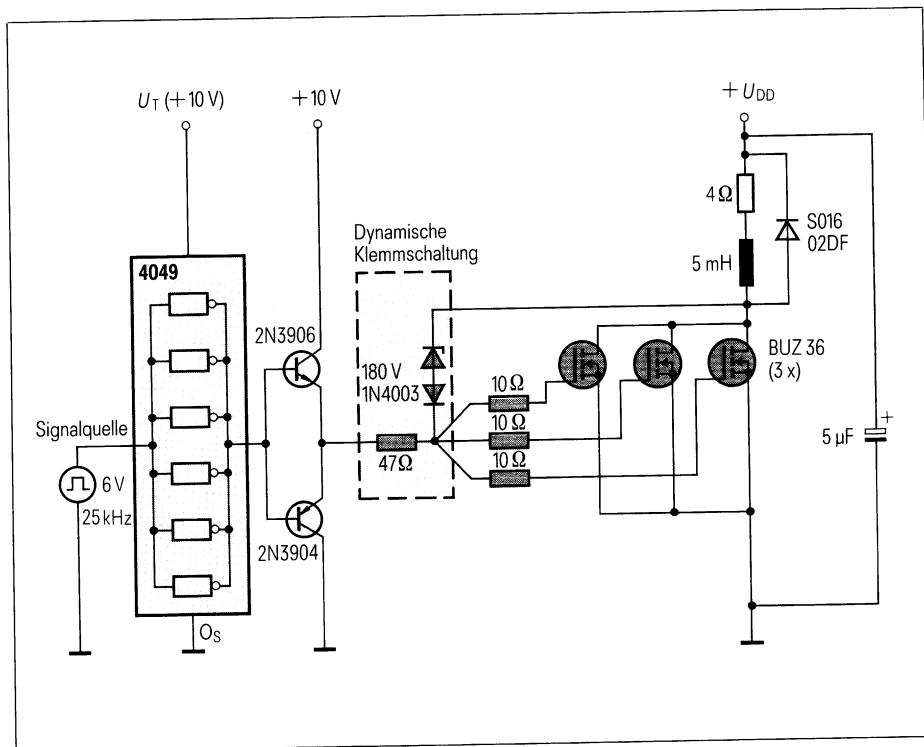 U_T (+10 V)
+10 V
+ U_DD
4049
Signalquelle
6 V
25 kHz
O_S
2N3906
2N3904
Dynamische
Klemmschaltung
180 V
1N4003
47Ω
10 Ω
10 Ω
10 Ω
4Ω
5 mH
S016
02DF
BUZ 36
(3 x)
+
5 µF